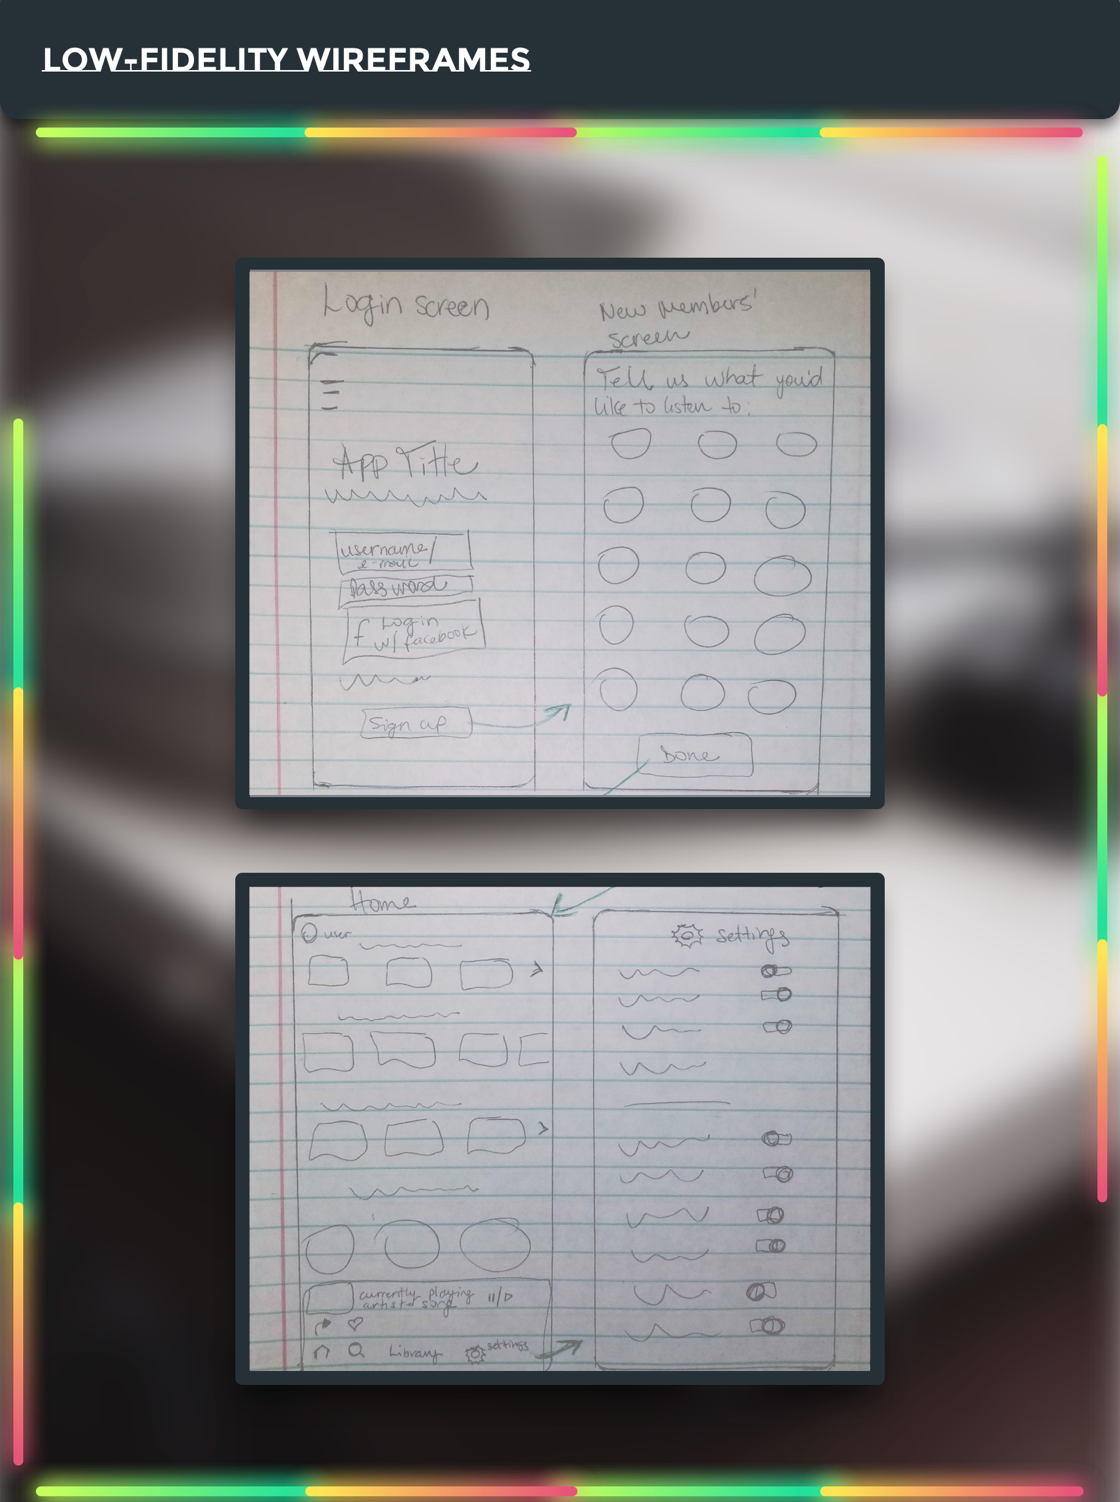 LOW-FIDELITY WIREFRAMES
Login screen
App Title
username/
e-mail
Password
f Login
w/ facebook
Sign up
New Members'
screen
Tell us what you'd
like to listen to:
Done
Home
user
currently playing
artist & song
Library
settings
settings